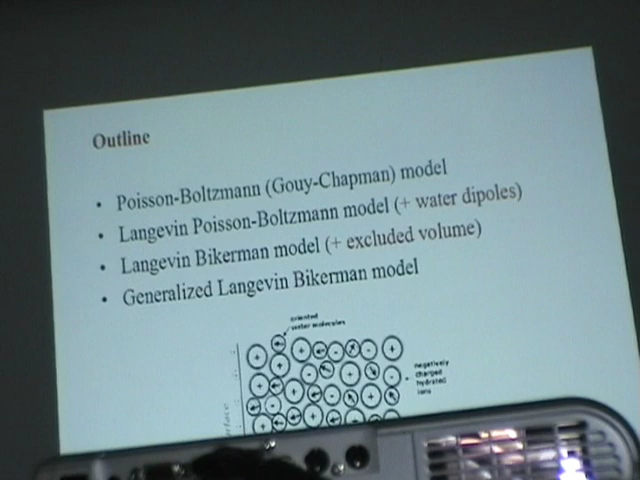 Outline
• Poisson-Boltzmann (Gouy-Chapman) model
• Langevin Poisson-Boltzmann model (+ water dipoles)
• Langevin Bikerman model (+ excluded volume)
• Generalized Langevin Bikerman model
oriented
water molecules
negatively
charged
hydrated
ions